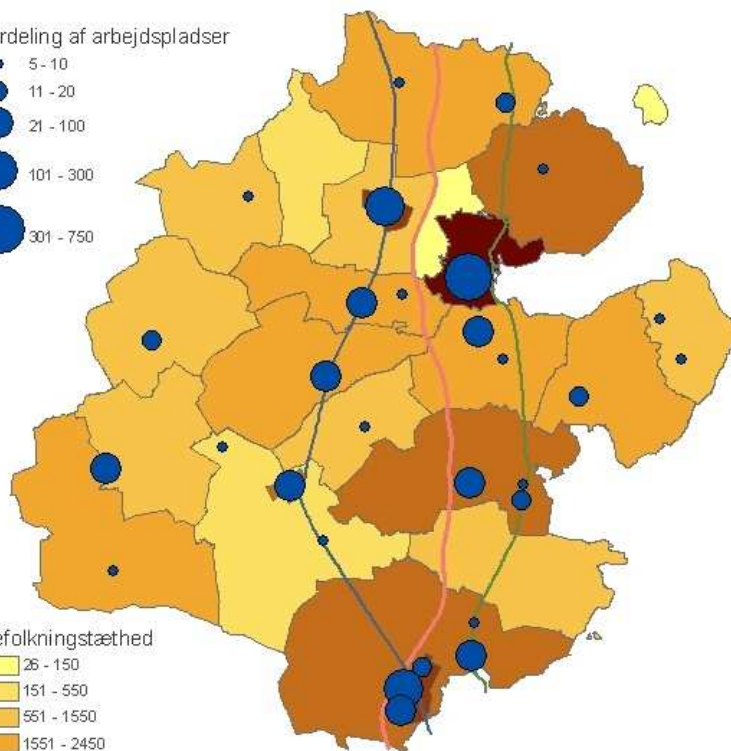 rdeling af arbejdspladser
5 - 10
11 - 20
21 - 100
101 - 300
301 - 750
efolkningstæthed
26 - 150
151 - 550
551 - 1550
1551 - 2450